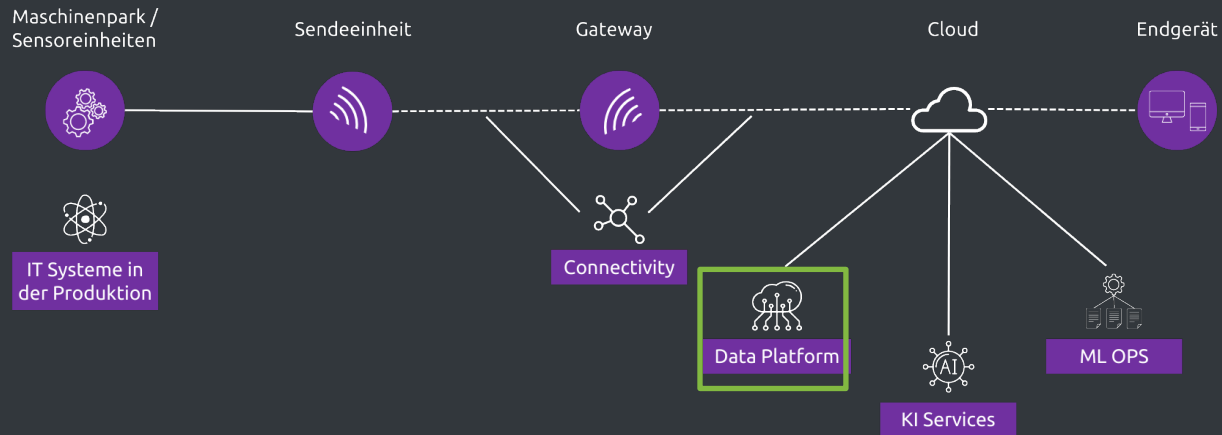 Maschinenpark /
Sensoreinheiten
Sendeeinheit
Gateway
Cloud
Endgerät
IT Systeme in
der Produktion
Connectivity
Data Platform
AI
KI Services
ML OPS